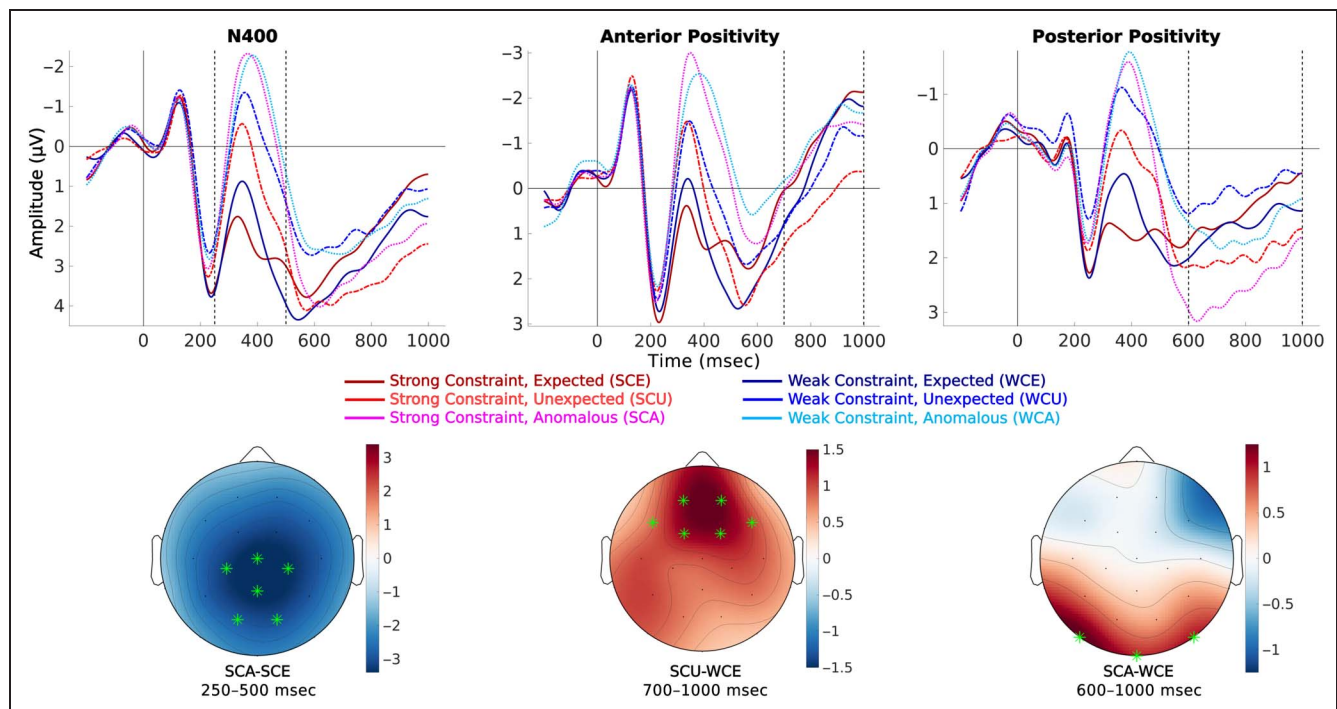 N400
Anterior Positivity
Posterior Positivity
Amplitude (µV)
−2
−1
0
1
2
3
4
0 200 400 600 800 1000
−3
−2
−1
0
1
2
3
0 200 400 600 800 1000
−1
0
1
2
3
0 200 400 600 800 1000
Time (msec)
Strong Constraint, Expected (SCE)
Weak Constraint, Expected (WCE)
Strong Constraint, Unexpected (SCU)
Weak Constraint, Unexpected (WCU)
Strong Constraint, Anomalous (SCA)
Weak Constraint, Anomalous (WCA)
3
2
1
0
−1
−2
−3
1.5
1
0.5
0
−0.5
−1
−1.5
1
0.5
0
−0.5
−1
SCA-SCE
250–500 msec
SCU-WCE
700–1000 msec
SCA-WCE
600–1000 msec